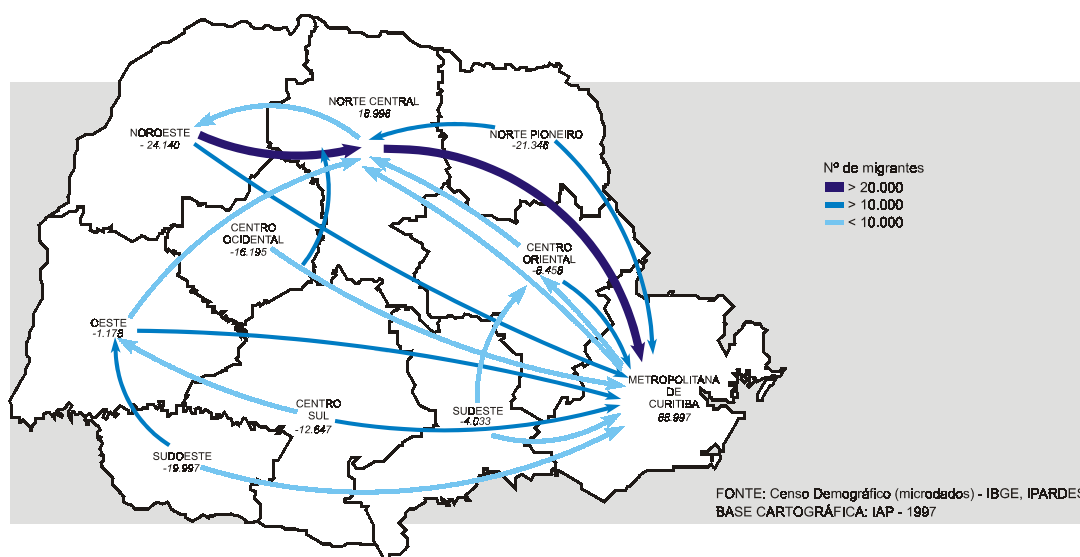 NORTE CENTRAL
18.998
NOROESTE
- 24.140
NORTE PIONEIRO
-21.346
Nº de migrantes
> 20.000
> 10.000
< 10.000
CENTRO
OCIDENTAL
-16.195
CENTRO
ORIENTAL
-8.458
OESTE
-1.178
METROPOLITANA
DE
CURITIBA
88.997
CENTRO
SUL
-12.647
SUDESTE
-4.033
SUDOESTE
-19.997
FONTE: Censo Demográfico (microdados) - IBGE, IPARDES
BASE CARTOGRÁFICA: IAP - 1997